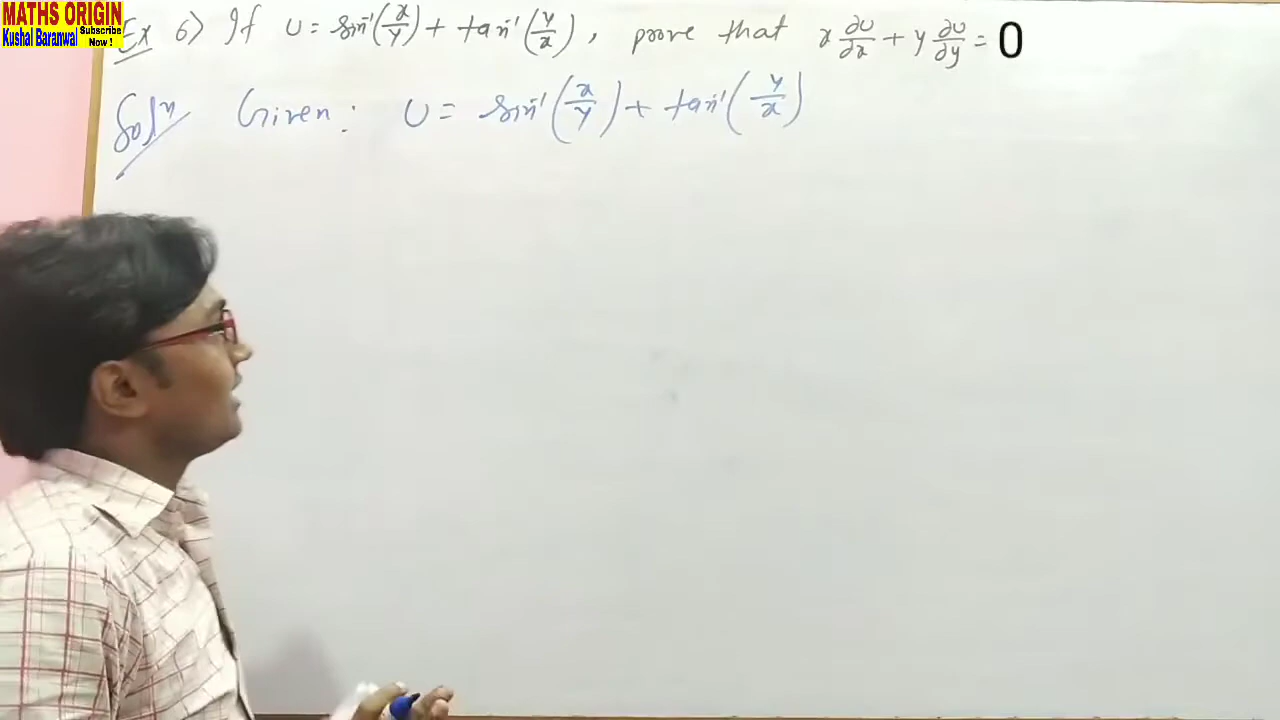 MATHS ORIGIN
Kushal Baranwal Subscribe Now !
Ex 6> If U = sin⁻¹(x/y) + tan⁻¹(y/x), prove that x ∂U/∂x + y ∂U/∂y = 0
Solⁿ Given: U = sin⁻¹(x/y) + tan⁻¹(y/x)